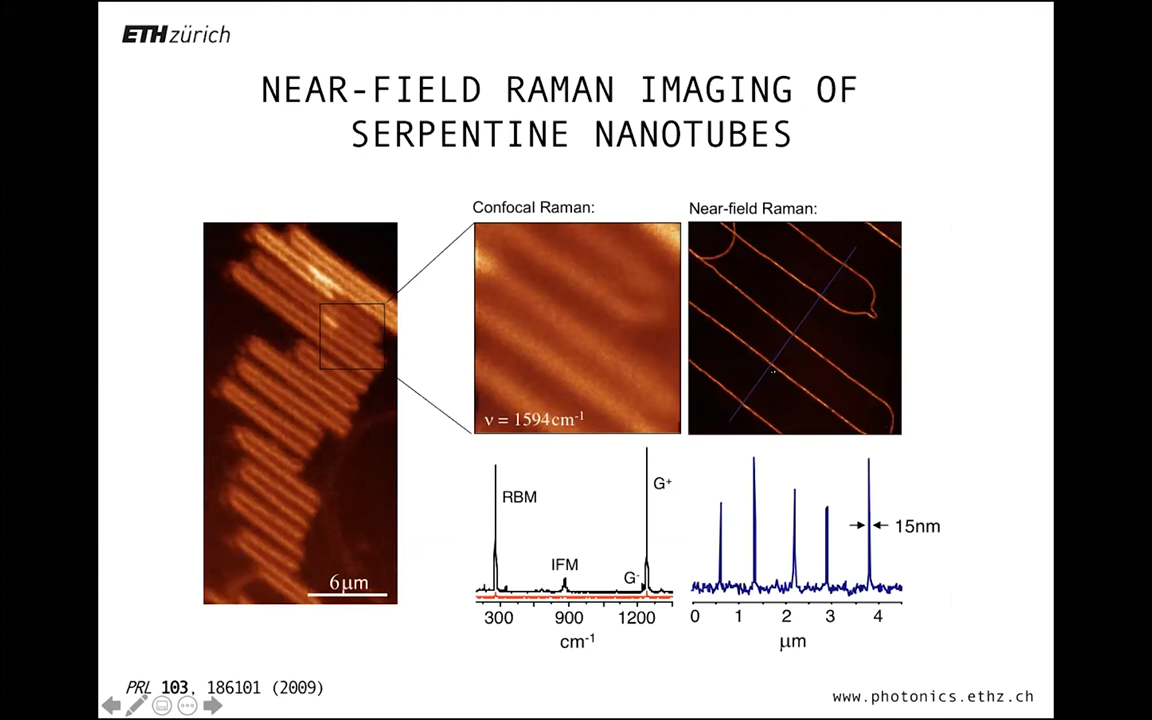 ETH zürich
NEAR-FIELD RAMAN IMAGING OF
SERPENTINE NANOTUBES
Confocal Raman:
Near-field Raman:
ν = 1594cm⁻¹
6µm
RBM
IFM
G⁻
G⁺
300 900 1200
cm⁻¹
15nm
0 1 2 3 4
µm
PRL 103, 186101 (2009)
www.photonics.ethz.ch